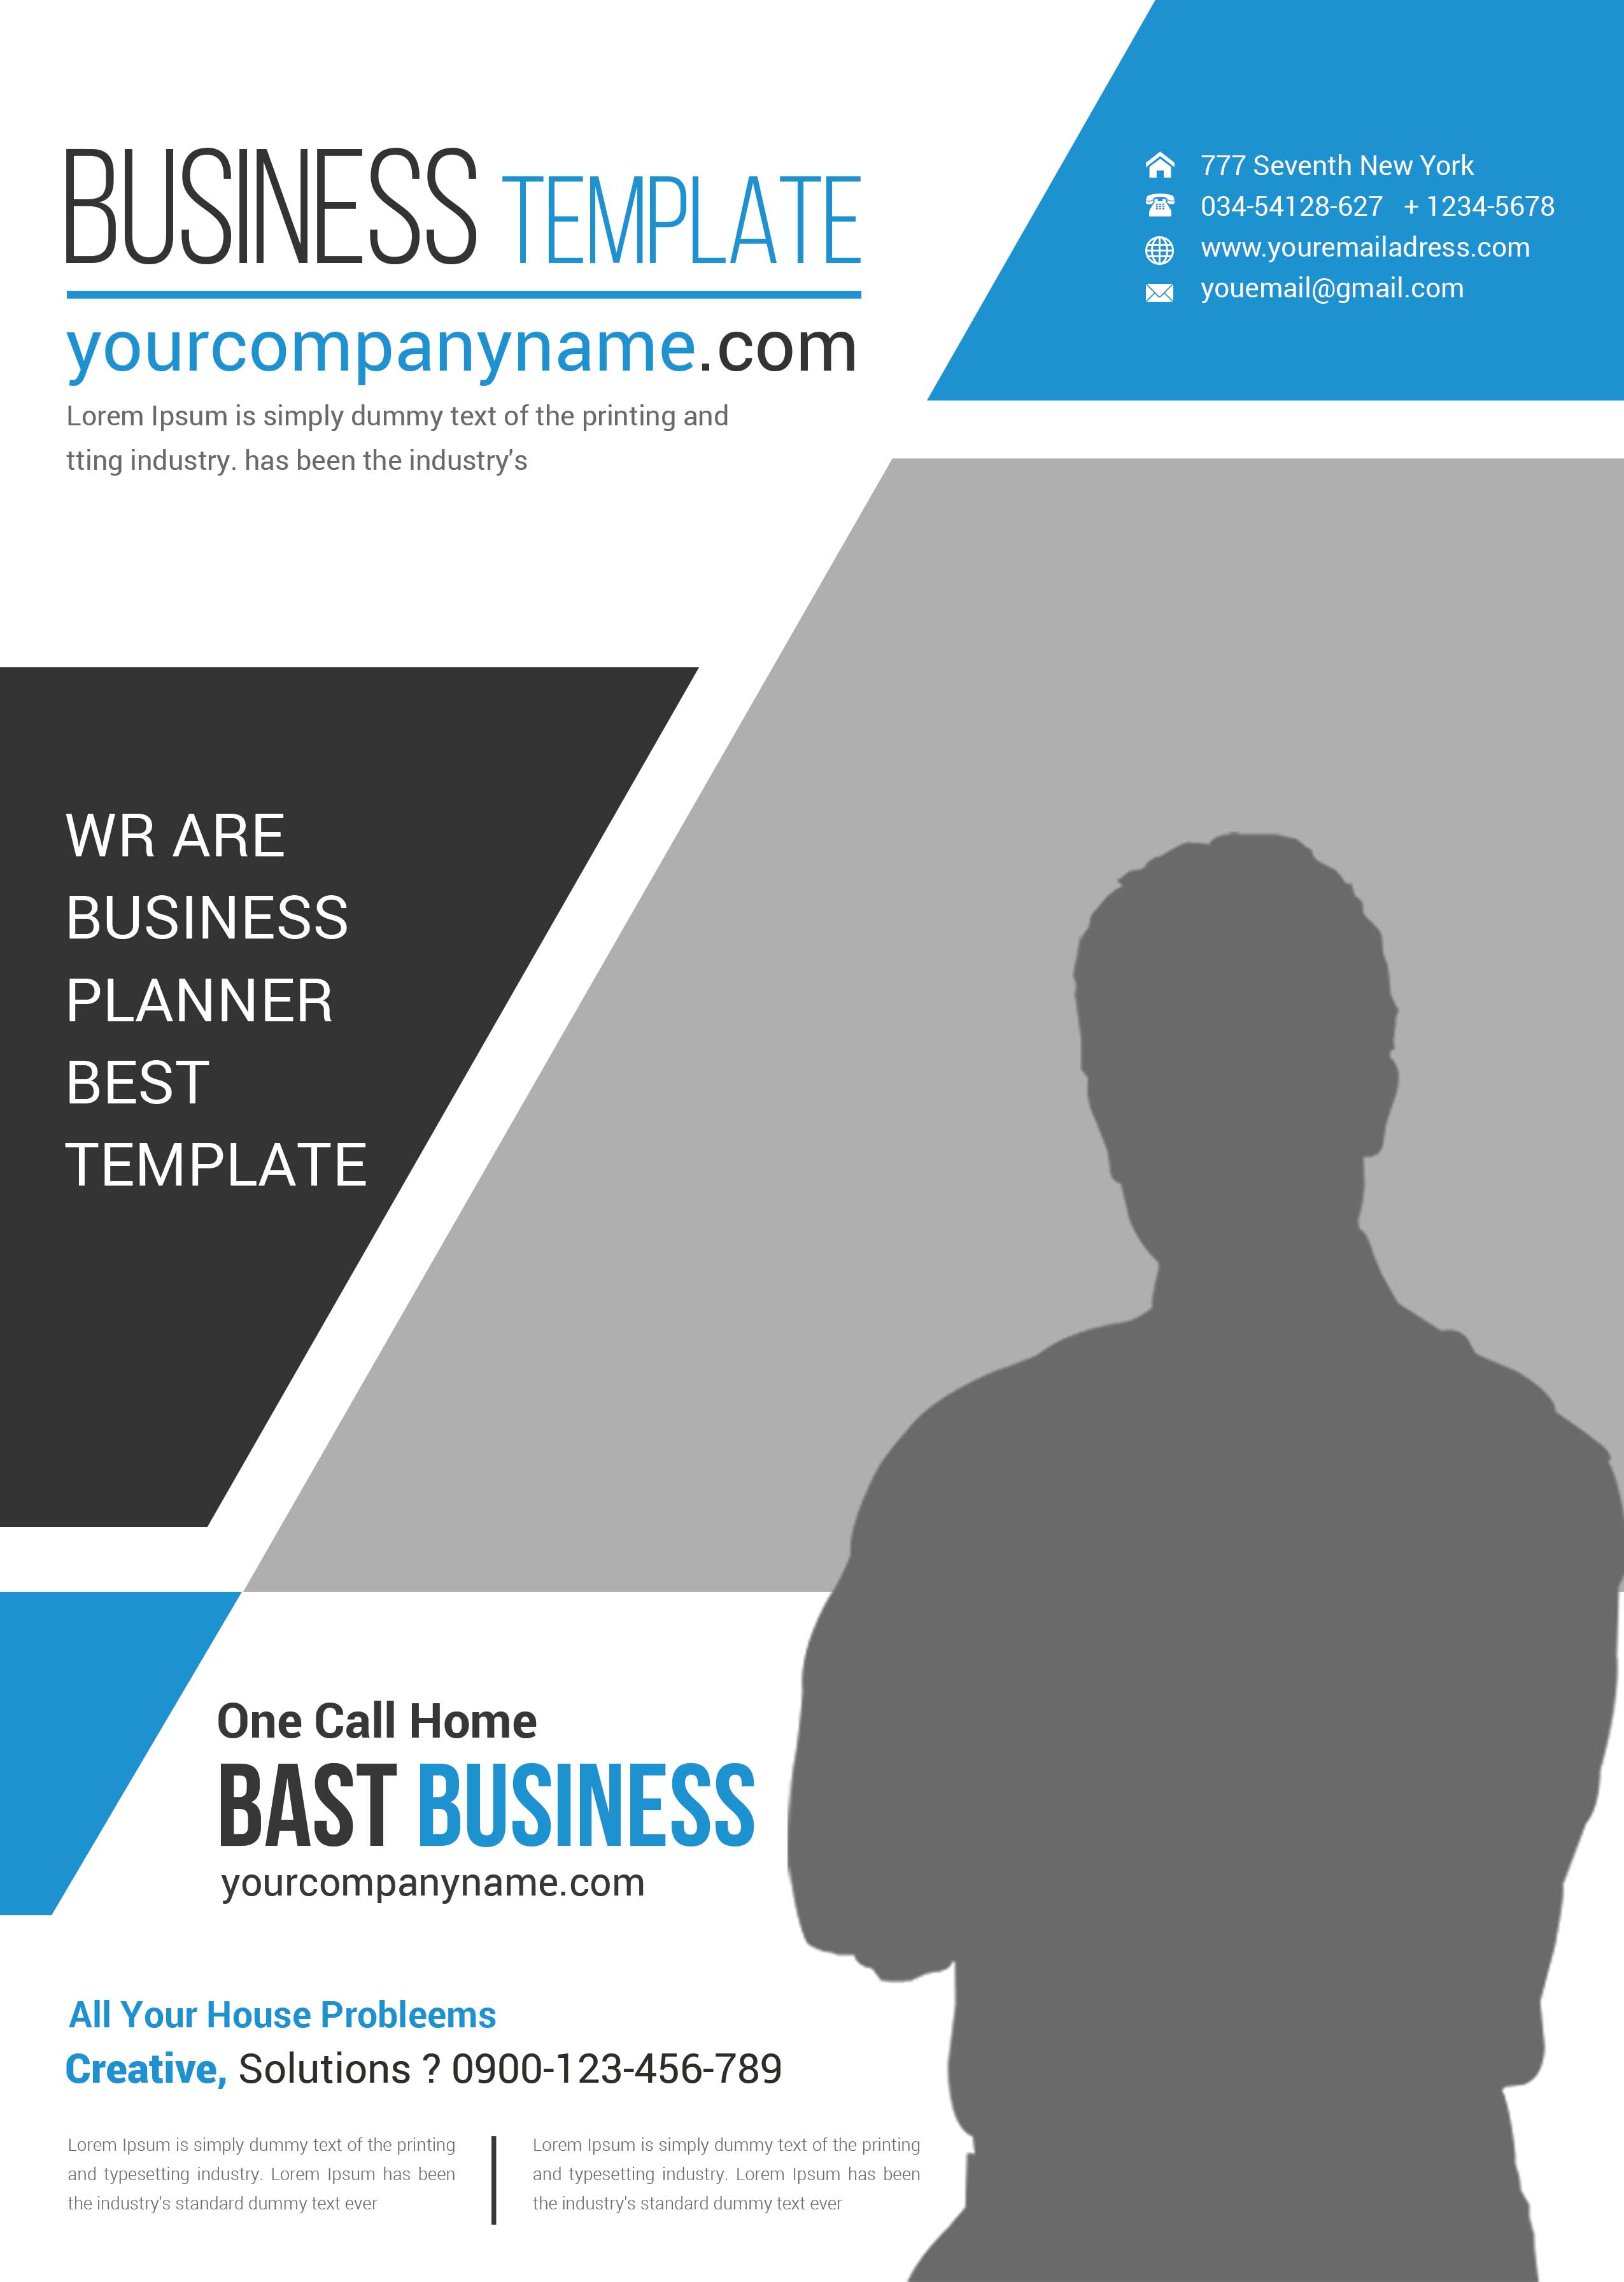 BUSINESS TEMPLATE
yourcompanyname.com
Lorem Ipsum is simply dummy text of the printing and
tting industry. has been the industry's
777 Seventh New York
034-54128-627 + 1234-5678
www.youremailadress.com
youemail@gmail.com
WR ARE
BUSINESS
PLANNER
BEST
TEMPLATE
One Call Home
BAST BUSINESS
yourcompanyname.com
All Your House Probleems
Creative, Solutions ? 0900-123-456-789
Lorem Ipsum is simply dummy text of the printing
and typesetting industry. Lorem Ipsum has been
the industry's standard dummy text ever
Lorem Ipsum is simply dummy text of the printing
and typesetting industry. Lorem Ipsum has been
the industry's standard dummy text ever